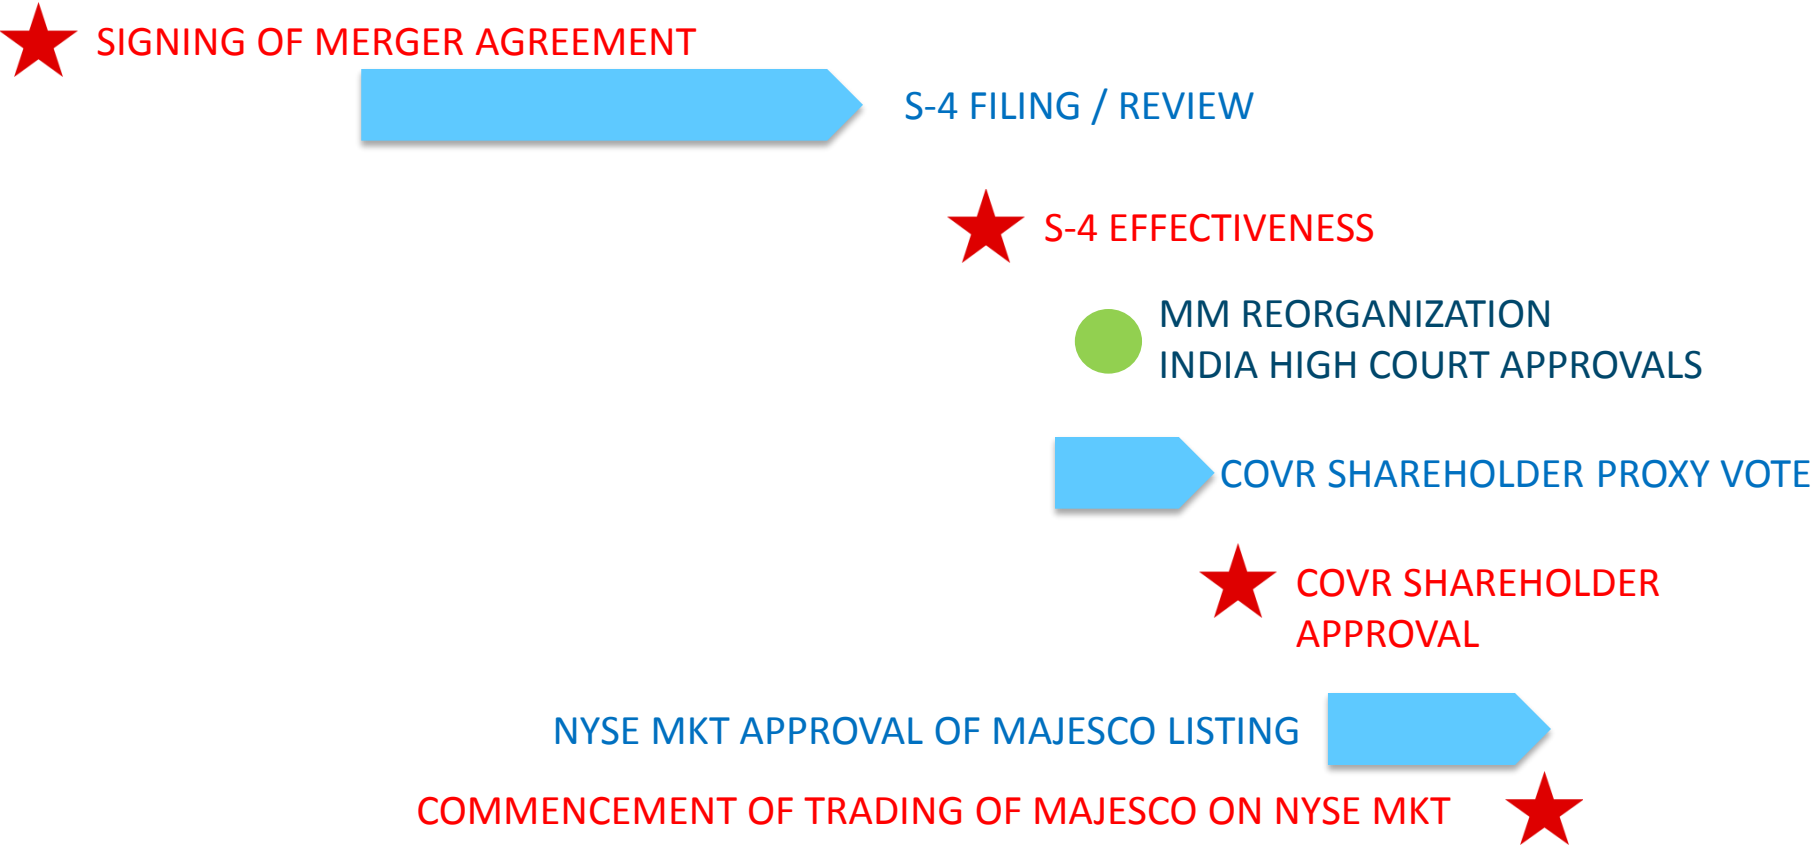 SIGNING OF MERGER AGREEMENT
S-4 FILING / REVIEW
S-4 EFFECTIVENESS
MM REORGANIZATION
INDIA HIGH COURT APPROVALS
COVR SHAREHOLDER PROXY VOTE
COVR SHAREHOLDER
APPROVAL
NYSE MKT APPROVAL OF MAJESCO LISTING
COMMENCEMENT OF TRADING OF MAJESCO ON NYSE MKT